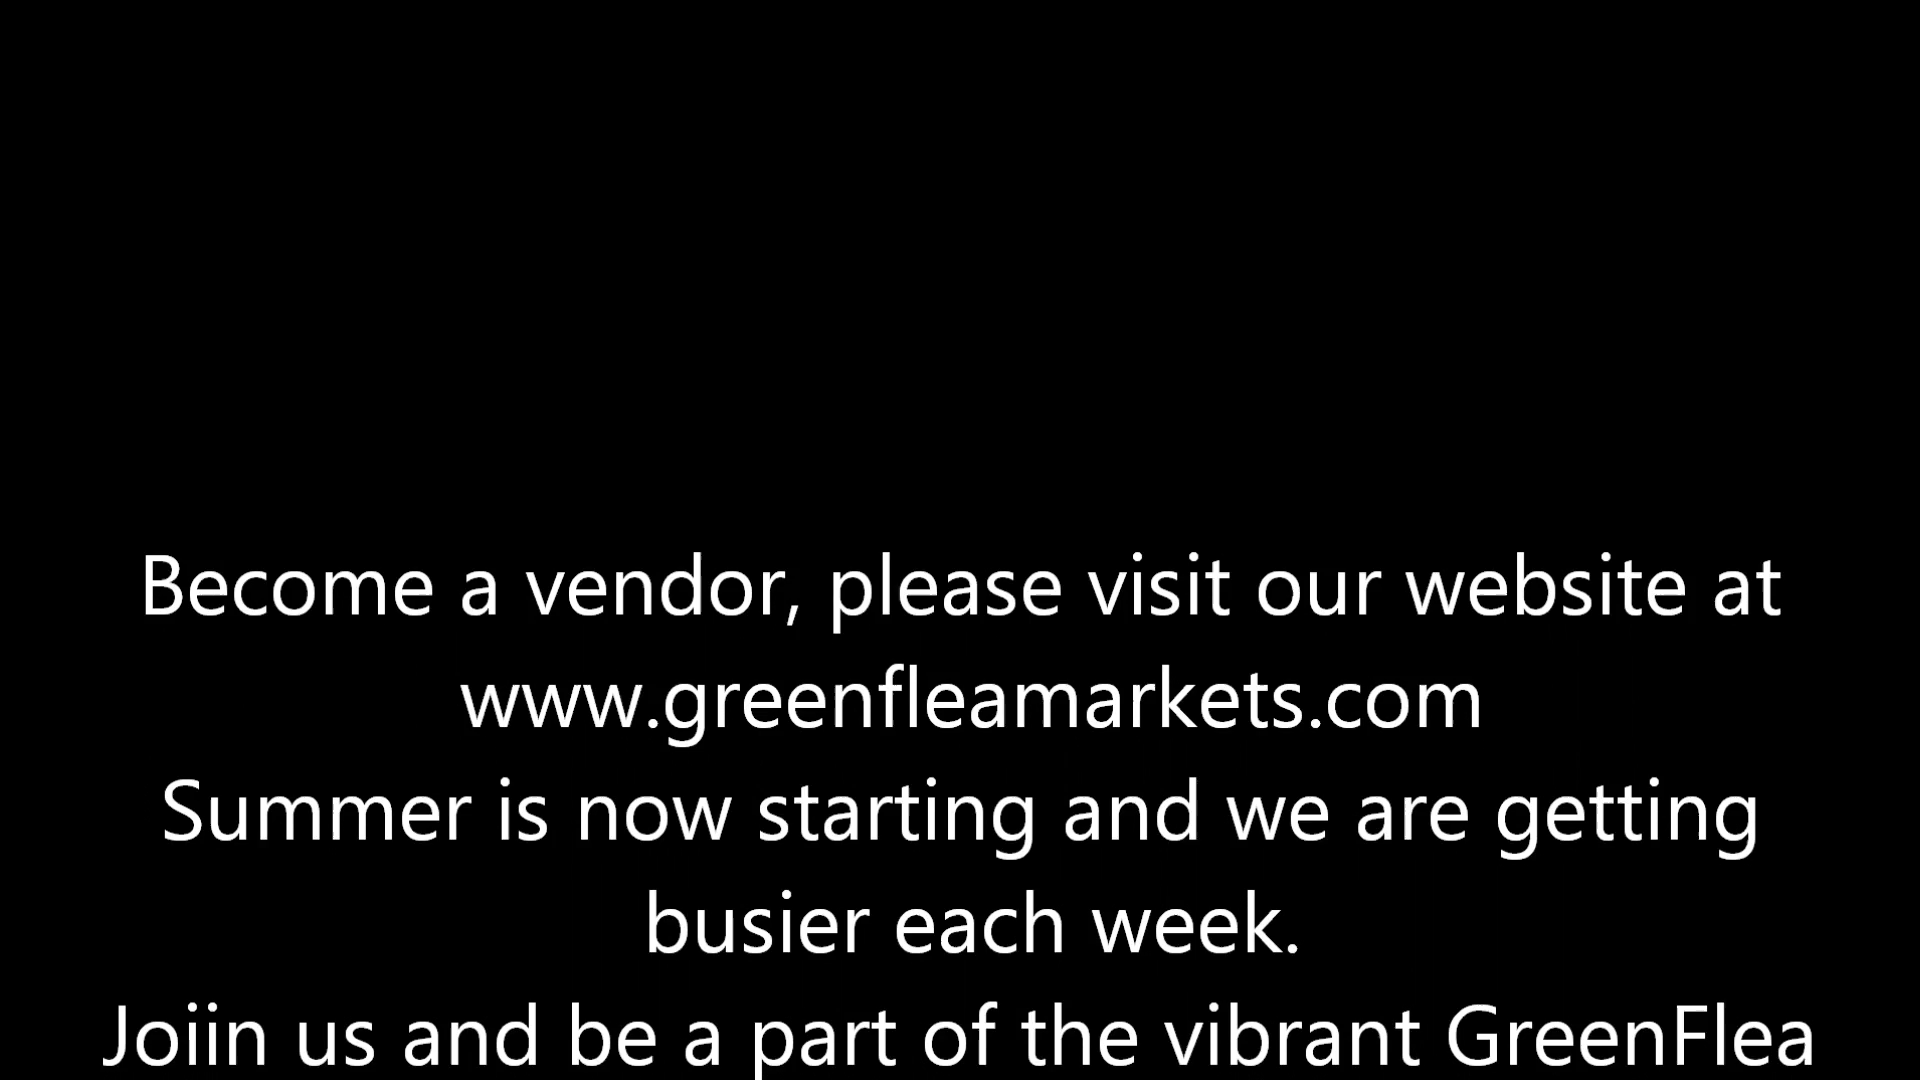 Become a vendor, please visit our website at
www.greenfleamarkets.com
Summer is now starting and we are getting
busier each week.
Joiin us and be a part of the vibrant GreenFlea